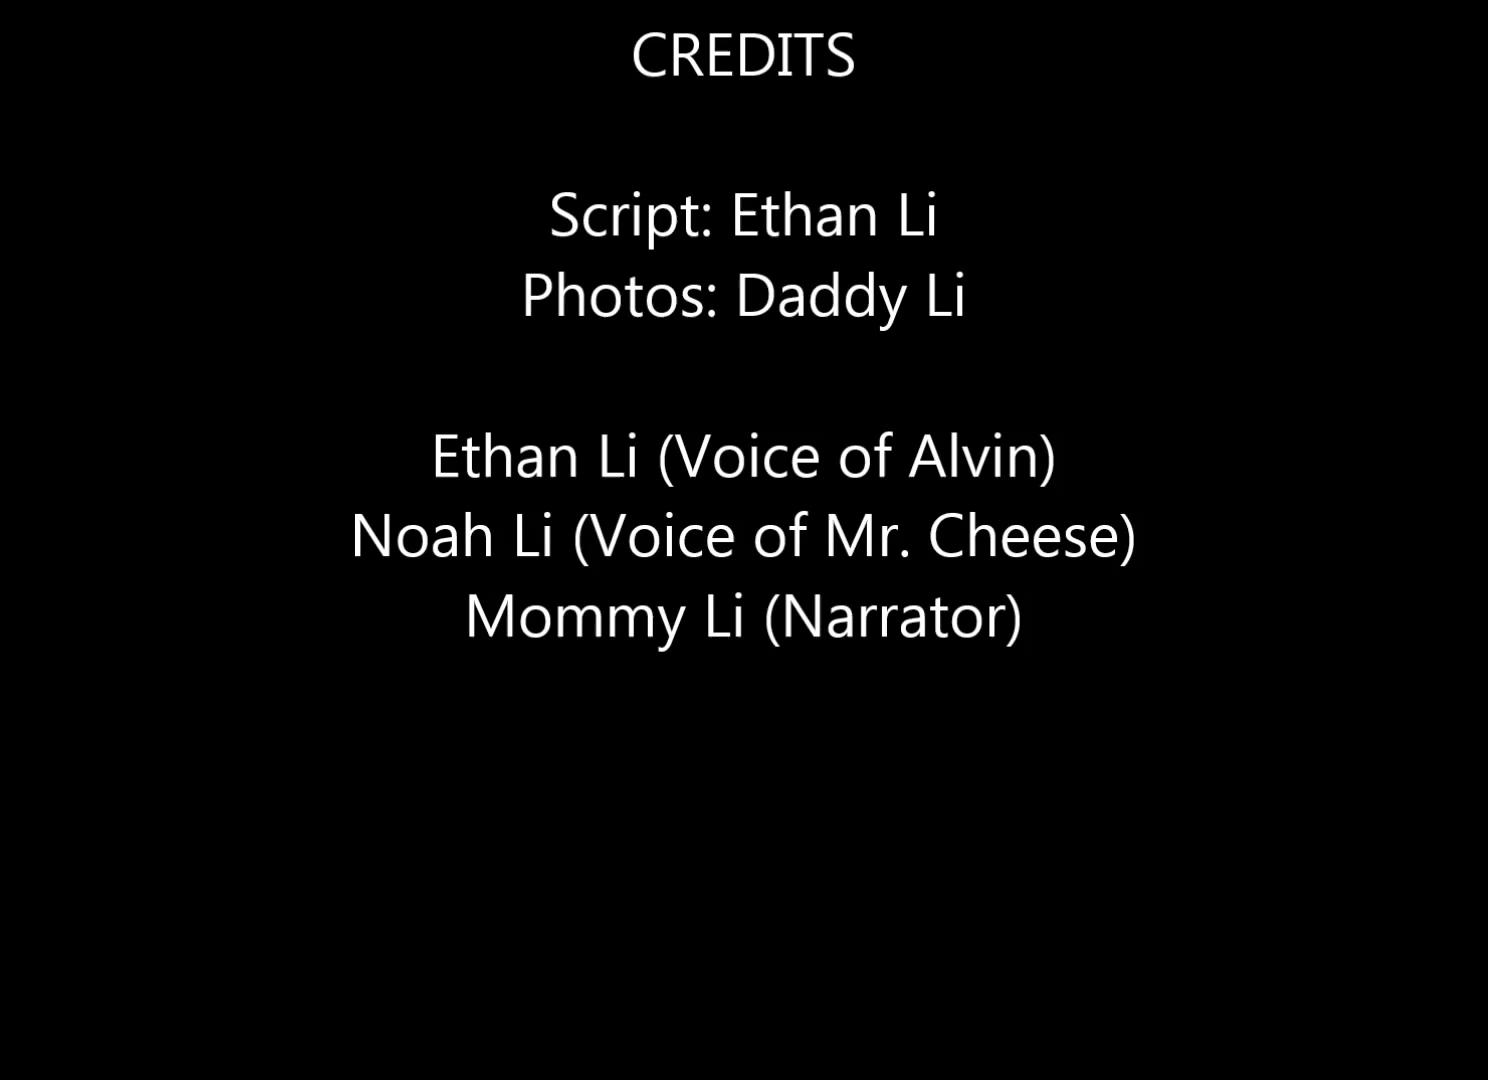 CREDITS
Script: Ethan Li
Photos: Daddy Li
Ethan Li (Voice of Alvin)
Noah Li (Voice of Mr. Cheese)
Mommy Li (Narrator)